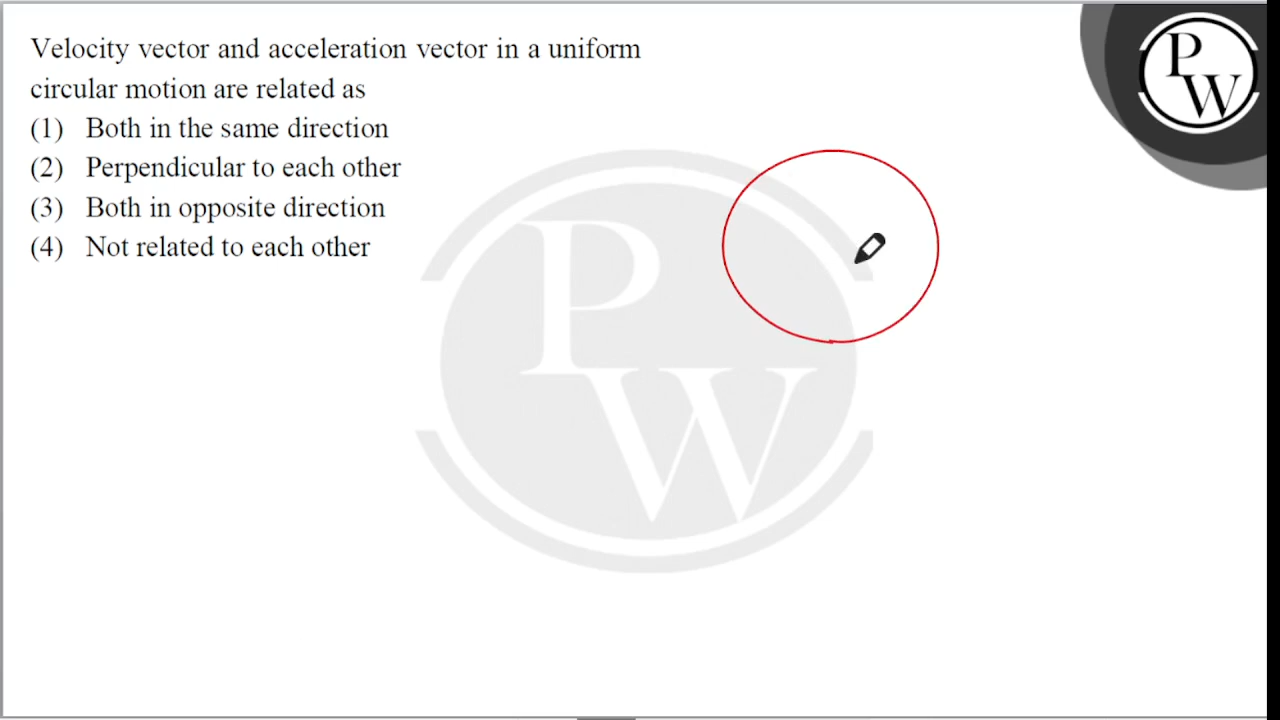 Velocity vector and acceleration vector in a uniform
circular motion are related as
(1) Both in the same direction
(2) Perpendicular to each other
(3) Both in opposite direction
(4) Not related to each other
P
W
P
W